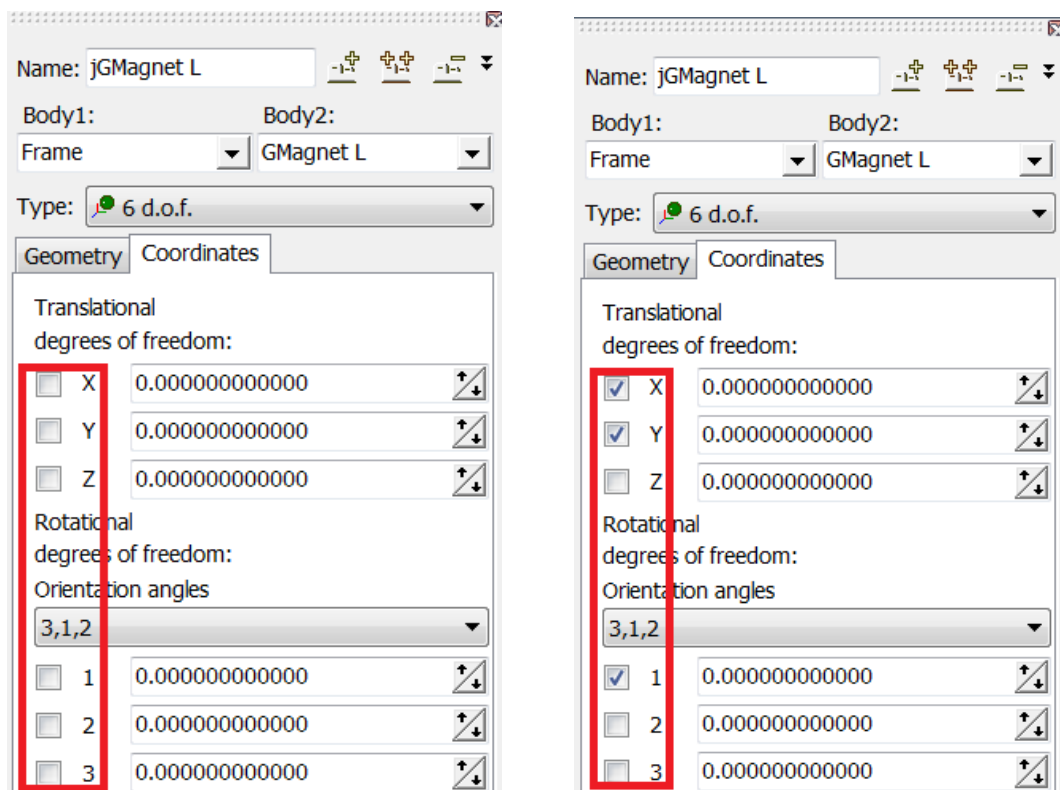 Name: jGMagnet L
Body1: Body2:
Frame GMagnet L
Type: 6 d.o.f.
Geometry Coordinates
Translational
degrees of freedom:
X 0.000000000000
Y 0.000000000000
Z 0.000000000000
Rotational
degrees of freedom:
Orientation angles
3,1,2
1 0.000000000000
2 0.000000000000
3 0.000000000000
Name: jGMagnet L
Body1: Body2:
Frame GMagnet L
Type: 6 d.o.f.
Geometry Coordinates
Translational
degrees of freedom:
X 0.000000000000
Y 0.000000000000
Z 0.000000000000
Rotational
degrees of freedom:
Orientation angles
3,1,2
1 0.000000000000
2 0.000000000000
3 0.000000000000